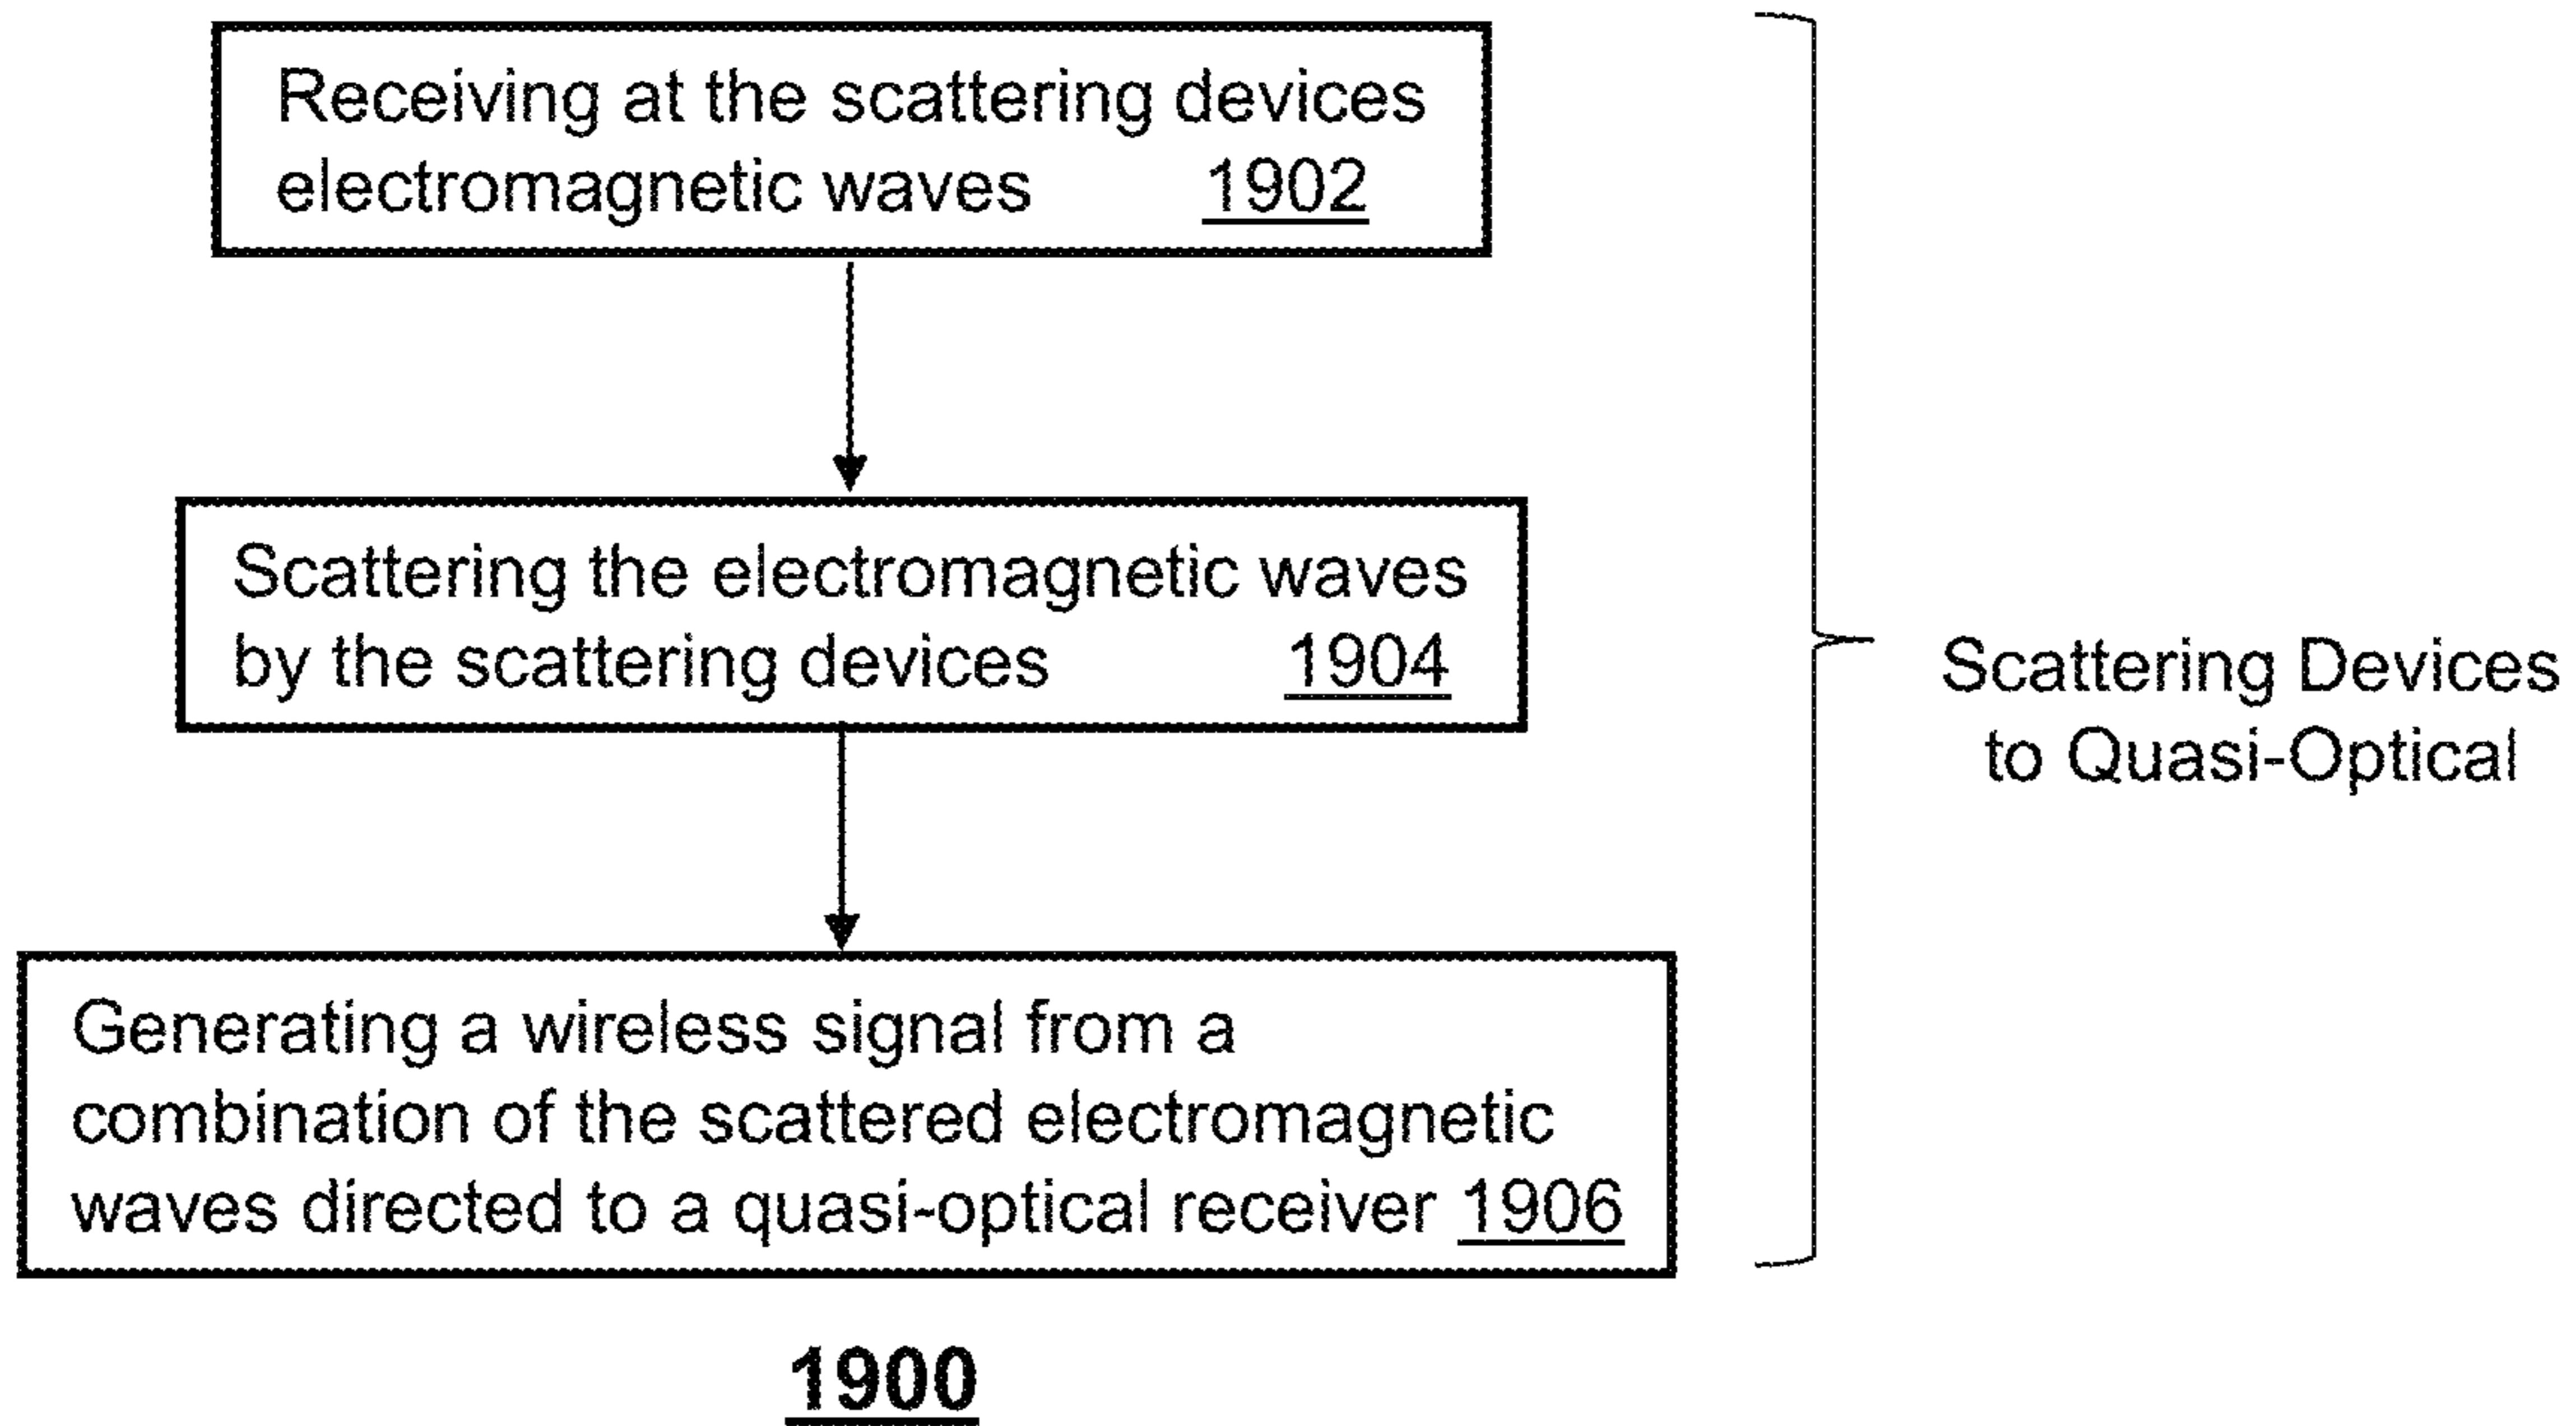 Receiving at the scattering devices
electromagnetic waves 1902
Scattering the electromagnetic waves
by the scattering devices 1904
Generating a wireless signal from a
combination of the scattered electromagnetic
waves directed to a quasi-optical receiver 1906
Scattering Devices
to Quasi-Optical
1900